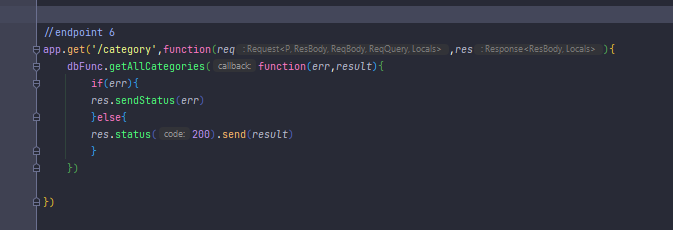 //endpoint 6
app.get('/category',function(req : Request<P, ResBody, ReqBody, ReqQuery, Locals> ,res : Response<ResBody, Locals> ){
dbFunc.getAllCategories( callback: function(err,result){
if(err){
res.sendStatus(err)
}else{
res.status( code: 200).send(result)
}
})
})